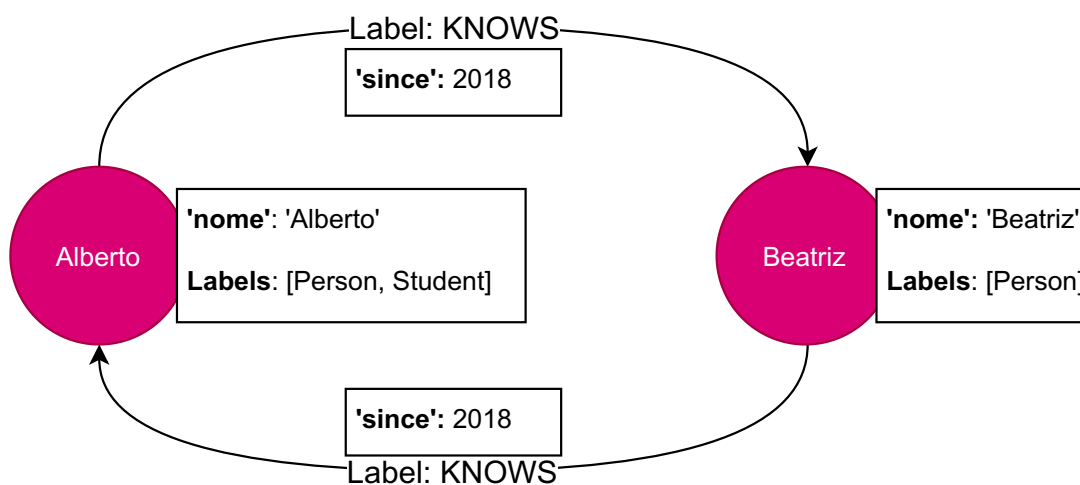 Label: KNOWS
'since': 2018
Alberto
'nome': 'Alberto'
Labels: [Person, Student]
Beatriz
'nome': 'Beatriz'
Labels: [Person]
'since': 2018
Label: KNOWS